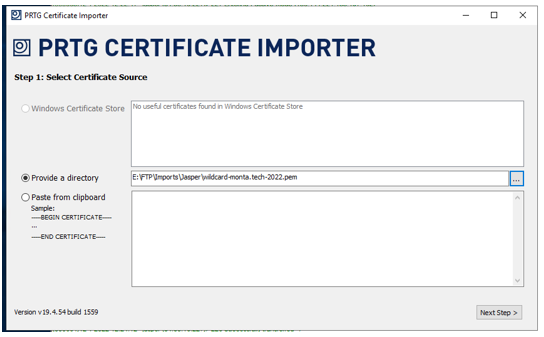 PRTG Certificate Importer
PRTG CERTIFICATE IMPORTER
Step 1: Select Certificate Source
Windows Certificate Store
No useful certificates found in Windows Certificate Store
Provide a directory
E:\FTP\Imports\Jasper\wildcard-monta.tech-2022.pem
...
Paste from clipboard
Sample:
-----BEGIN CERTIFICATE-----
...
-----END CERTIFICATE-----
Version v19.4.54 build 1559
Next Step >